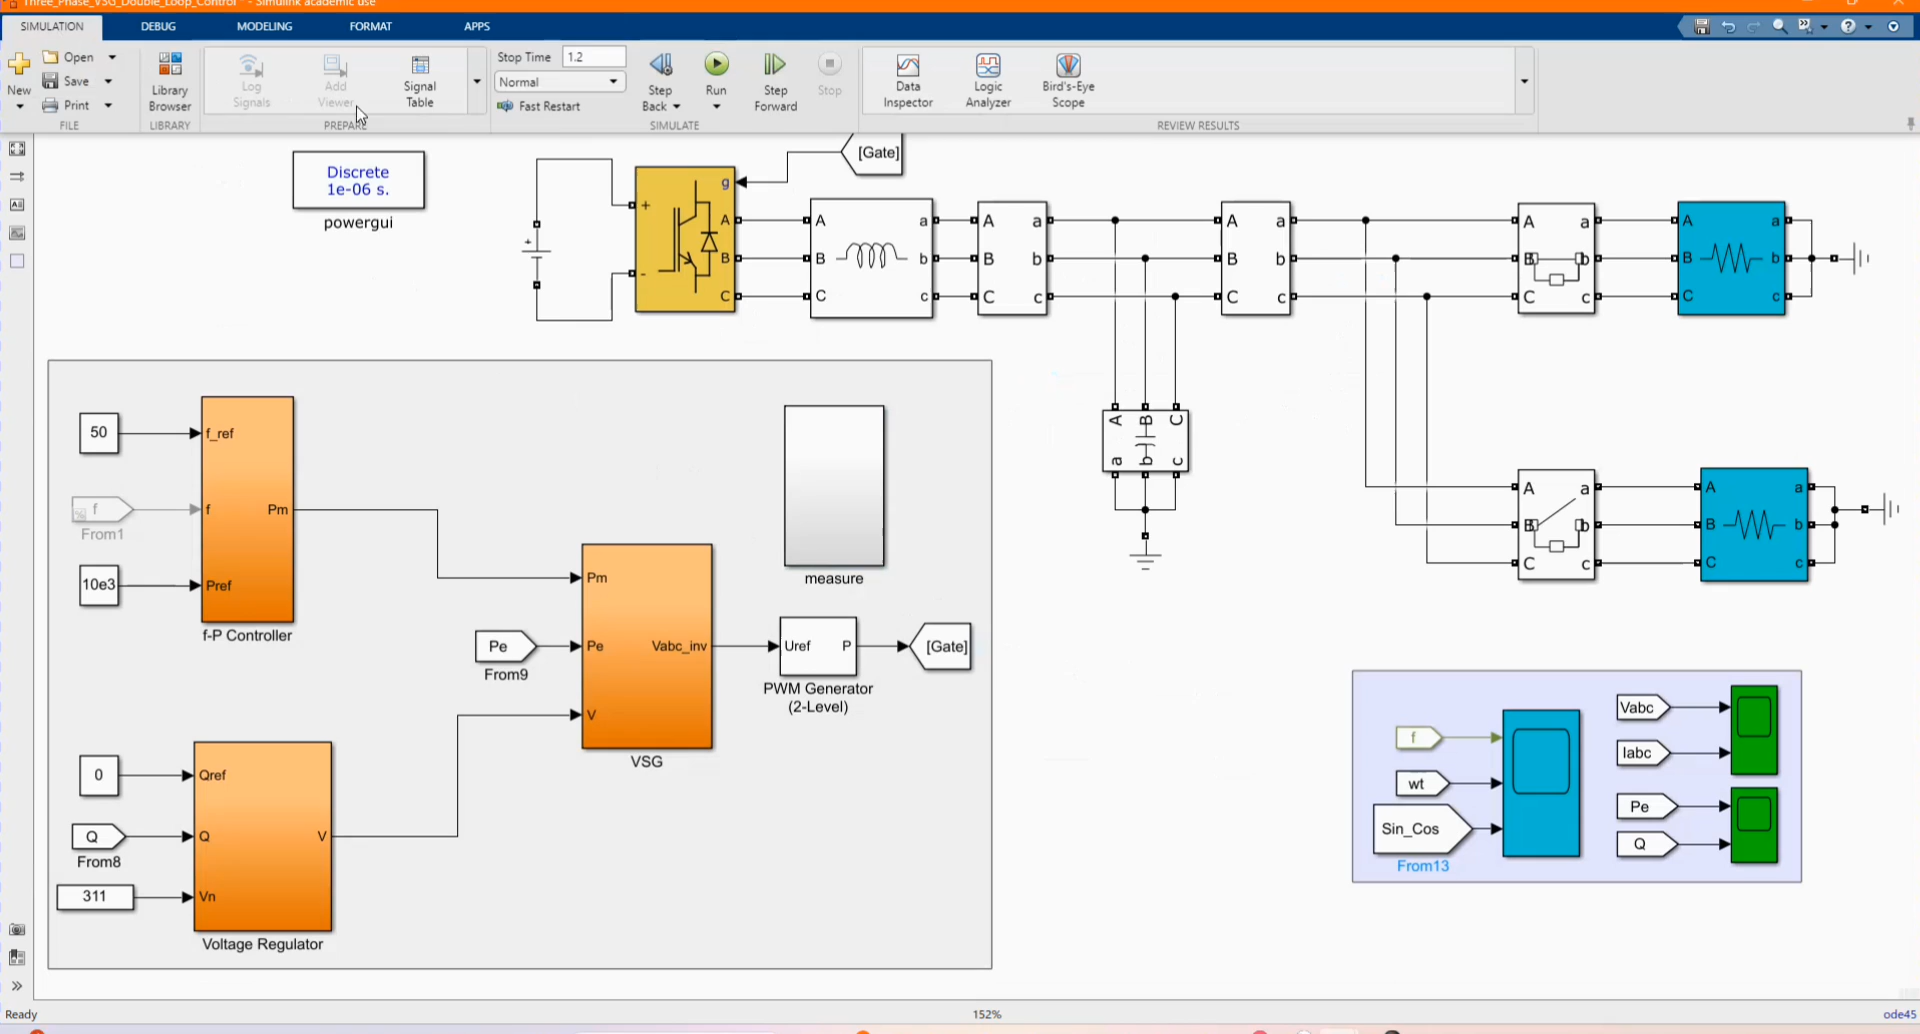 Three_Phase_VSG_Double_Loop_Control * - Simulink academic use
SIMULATION
DEBUG
MODELING
FORMAT
APPS
New
Open
Save
Print
FILE
Library
Browser
LIBRARY
Log
Signals
Add
Viewer
Signal
Table
PREPARE
Stop Time 1.2
Normal
Fast Restart
Step
Back
Run
Step
Forward
Stop
SIMULATE
Data
Inspector
Logic
Analyzer
Bird's-Eye
Scope
REVIEW RESULTS
Discrete
1e-06 s.
powergui
+
+
-
g
A
B
C
[Gate]
A a
B b
C c
A a
B b
C c
A a
B b
C c
A a
B b
C c
A a
B b
C c
A B C
a b c
A a
B b
C c
A a
B b
C c
50
f_ref
f
From1
f
Pm
10e3
Pref
f-P Controller
measure
Pm
Pe
From9
Pe
Vabc_inv
V
VSG
Uref P
PWM Generator
(2-Level)
[Gate]
0
Qref
Q
From8
Q
V
311
Vn
Voltage Regulator
f
wt
Sin_Cos
From13
Vabc
Iabc
Pe
Q
Ready
152%
ode45